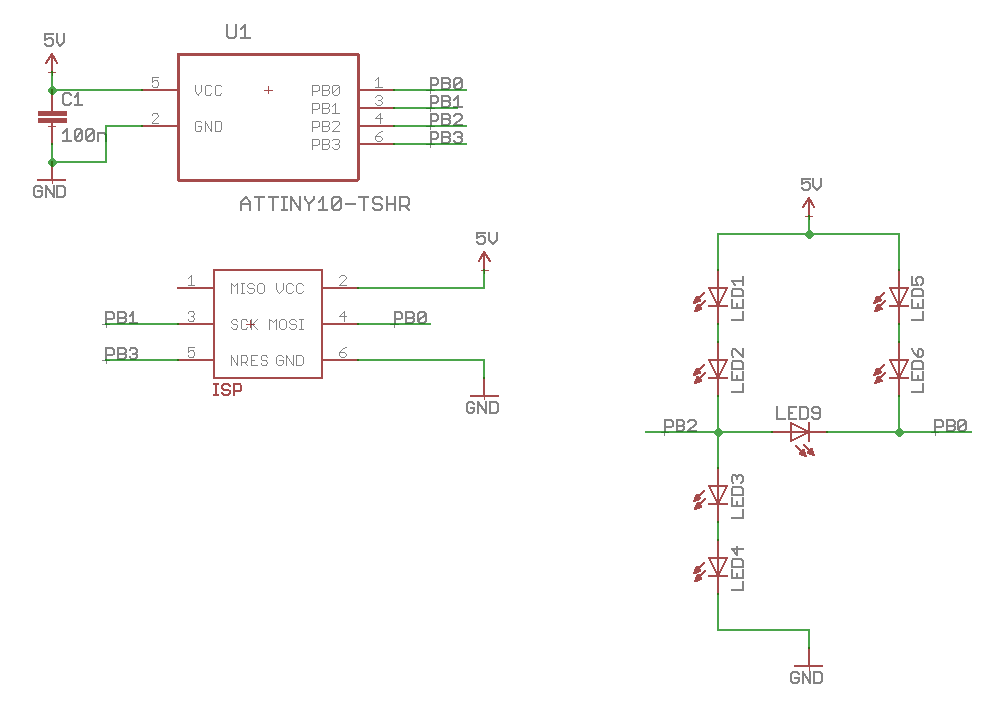 U1
5V
5 VCC PB0 1 PB0
C1 PB1 3 PB1
2 GND PB2 4 PB2
100n PB3 6 PB3
GND
ATTINY10-TSHR
5V
1 MISO VCC 2
PB1 3 SCK MOSI 4 PB0
PB3 5 NRES GND 6
ISP
GND
5V
LED1
LED5
LED2
LED6
LED9
PB2
PB0
LED3
LED4
GND